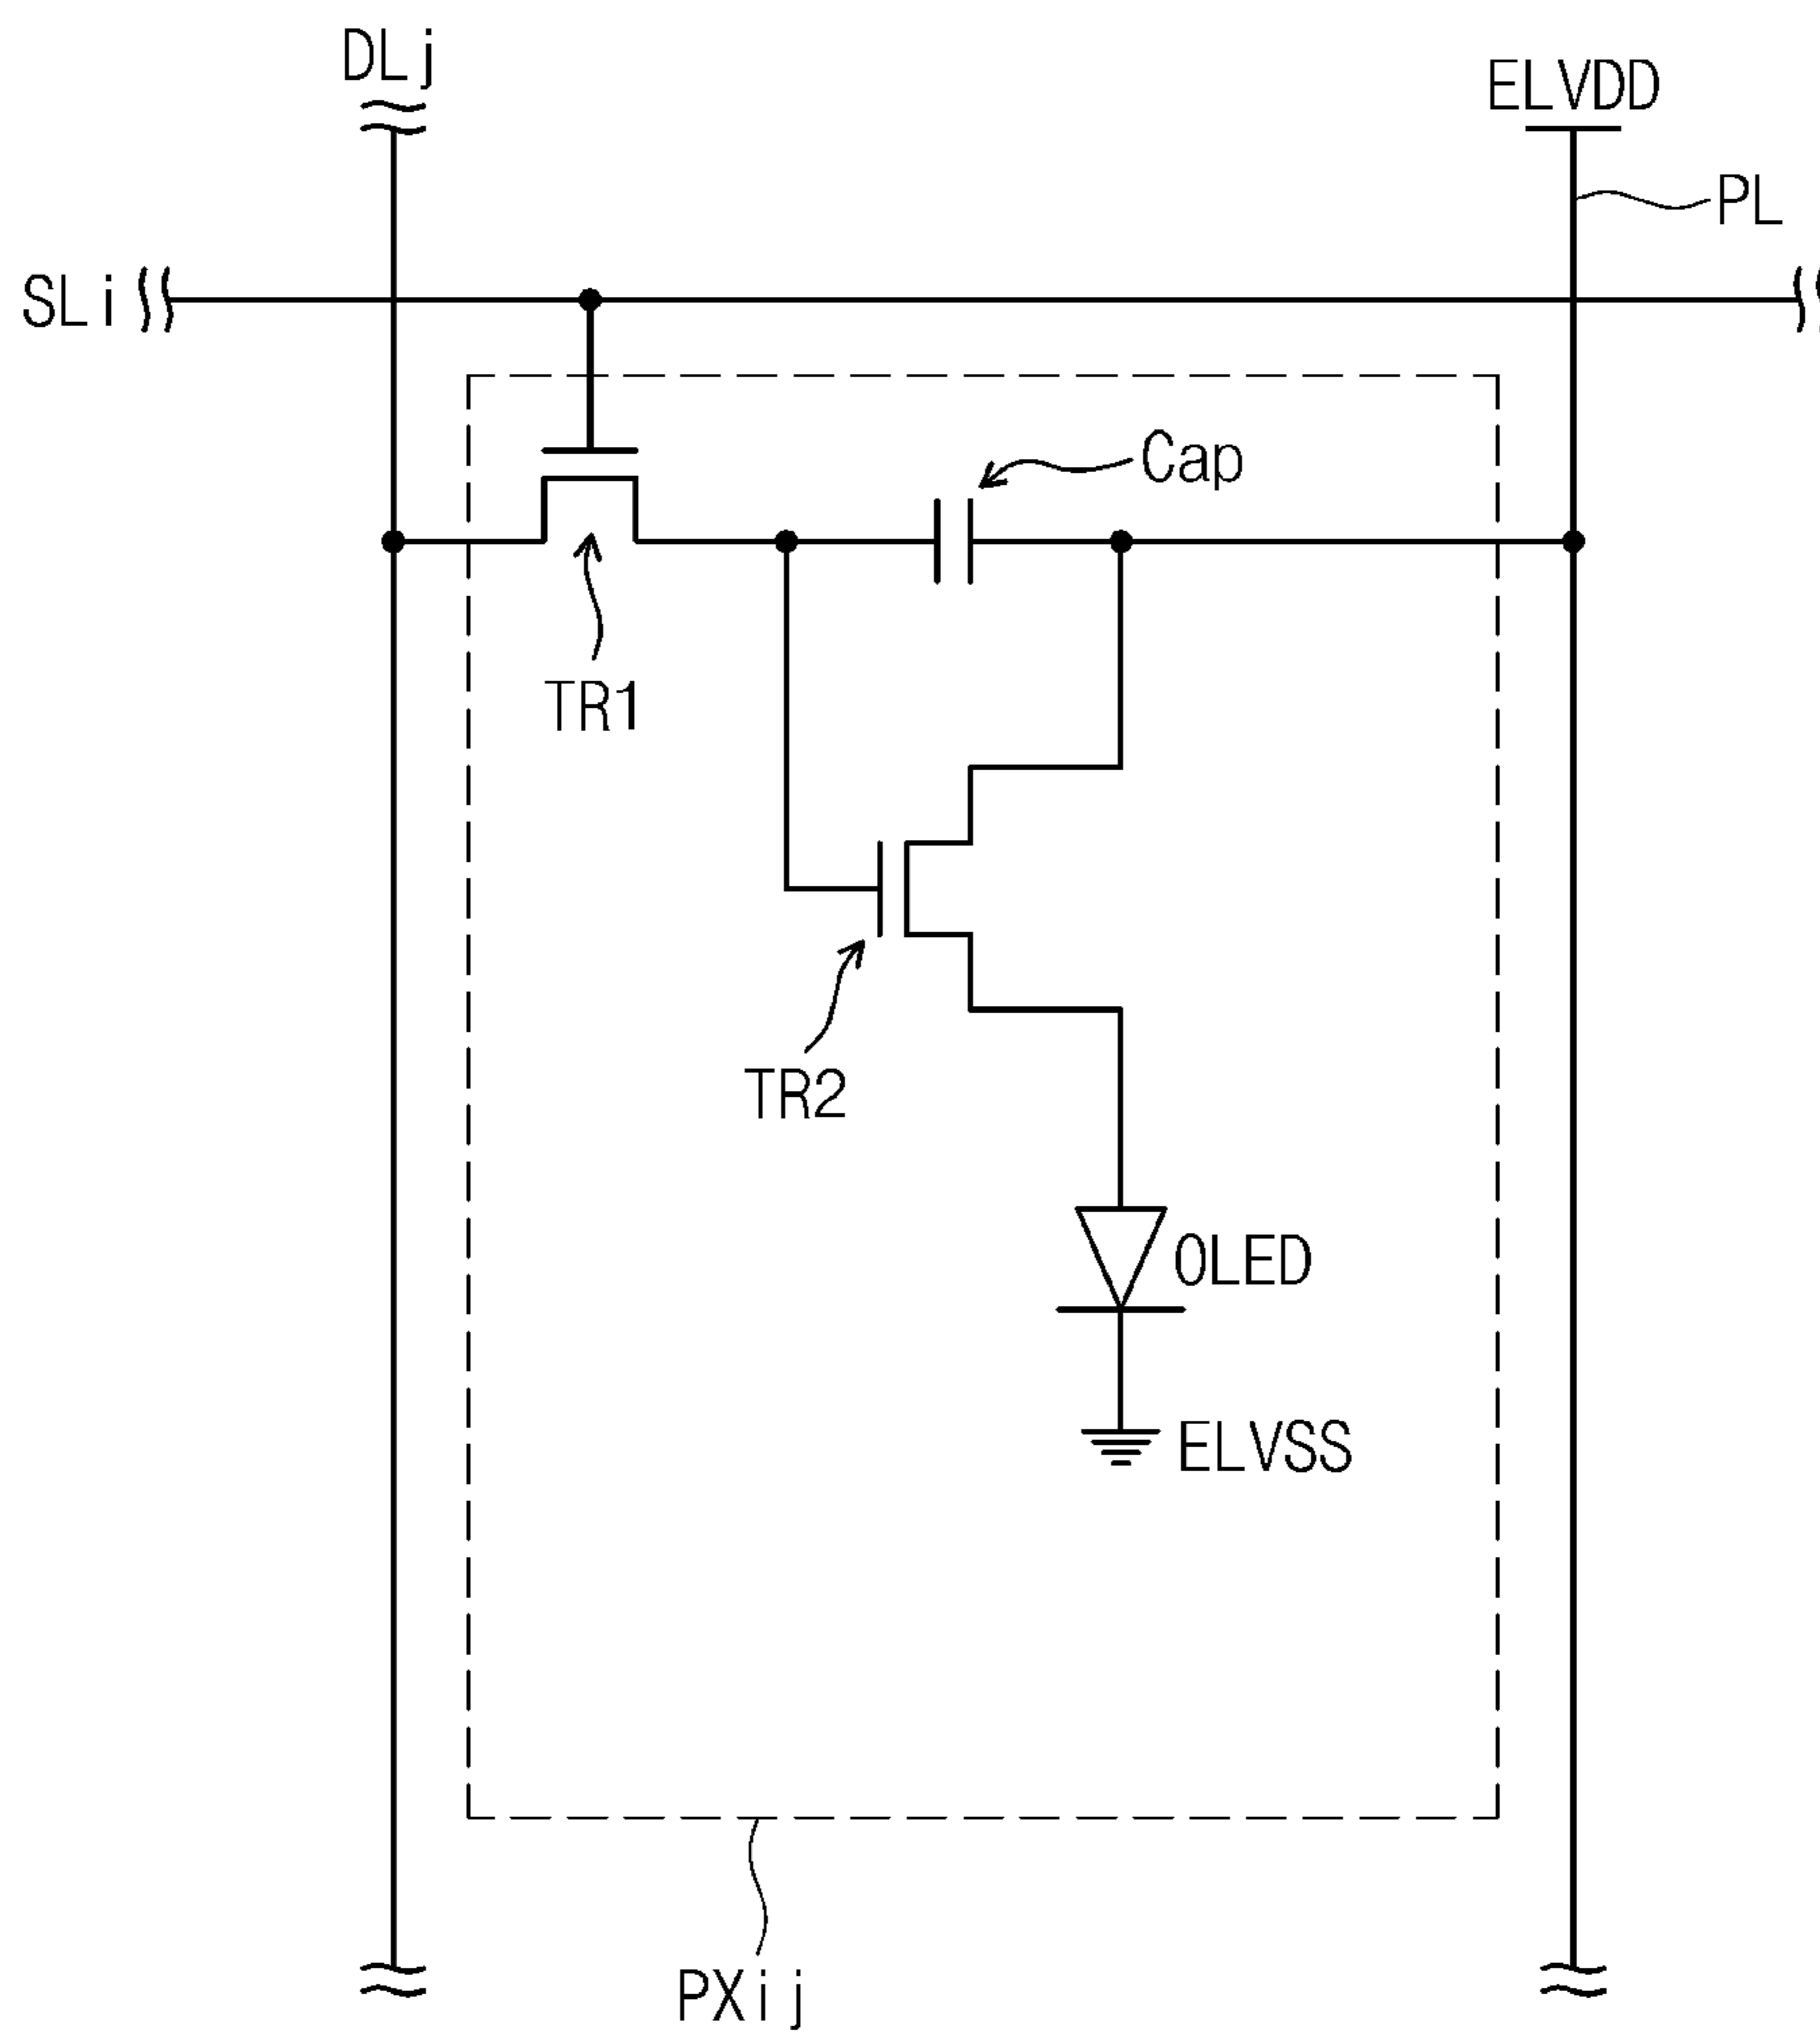 DLj
ELVDD
PL
SLi
Cap
TR1
TR2
OLED
ELVSS
PXij